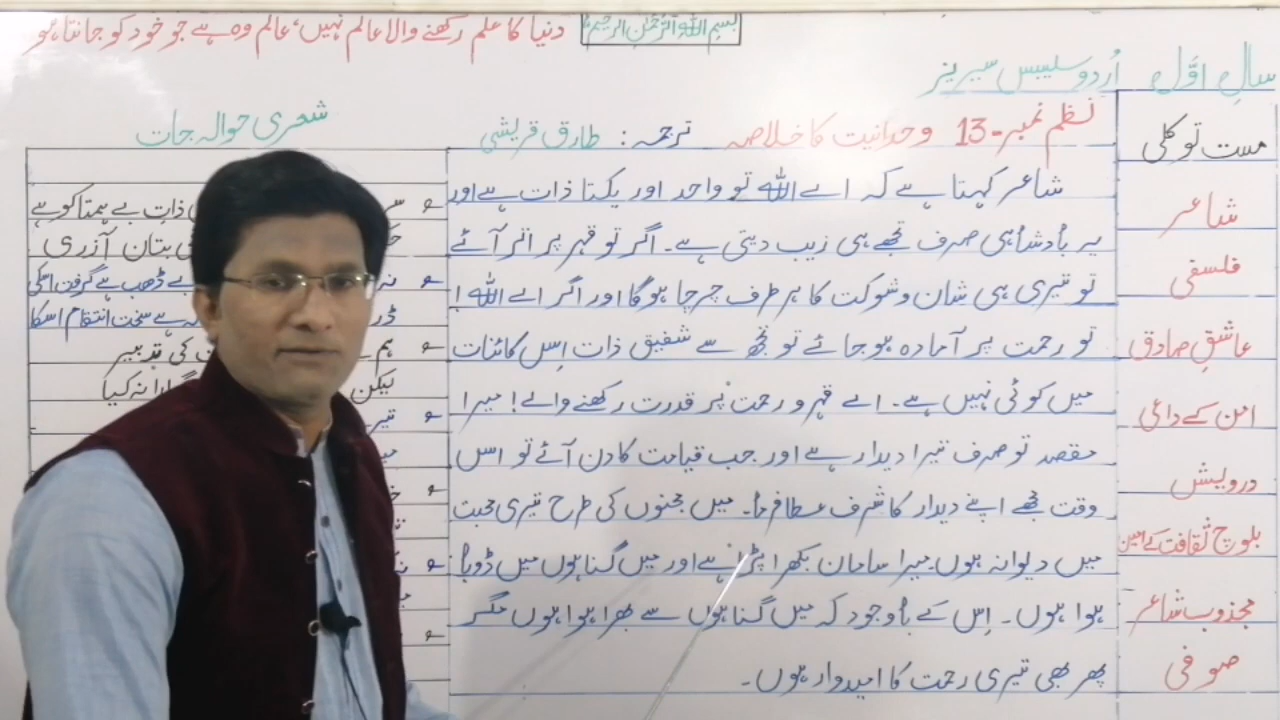 بسم اللہ الرحمٰن الرحیم
دنیا کا علم رکھنے والا عالم نہیں، عالم وہ ہے جو خود کو جانتا ہو
سالِ اوّل اُردو سلیبس سیریز
نظم نمبر-13 وحدانیت کا خلاصہ ترجمہ: طارق قریشی
شعری حوالہ جات
مست توکلی
شاعر
فلسفی
عاشقِ صادق
امن کے داعی
درویش
بلوچ ثقافت کے امین
مجذوب شاعر
صوفی
شاعر کہتا ہے کہ اے اللہ تو واحد اور یکتا ذات ہے اور
یہ بادشاہی صرف تجھے ہی زیب دیتی ہے۔ اگر تو قہر پر اتر آئے
تو تیری ہی شان و شوکت کا ہر طرف چرچا ہوگا اور اگر اے اللہ!
تو رحمت پر آمادہ ہو جائے تو تجھ سے شفیق ذات اِس کائنات
میں کوئی نہیں ہے۔ اے قہر و رحمت پر قدرت رکھنے والے! میرا
مقصد تو صرف تیرا دیدار ہے اور جب قیامت کا دن آئے تو اس
وقت مجھے اپنے دیدار کا شرف عطا فرما۔ میں مجنوں کی طرح تیری محبت
میں دیوانہ ہوں۔ میرا سامان بکھرا پڑا ہے اور میں گناہوں میں ڈوبا
ہوا ہوں۔ اِس کے باوجود کہ میں گناہوں سے بھرا ہوا ہوں مگر
پھر بھی تیری رحمت کا امیدوار ہوں۔
ذاتِ بے ہمتا کو ہے
بتان آزری
بے ڈھب ہے گرفت اسکی
ہے سخت انتقام اسکا
ہم کی تدبیر
لیکن گوارا نہ کیا